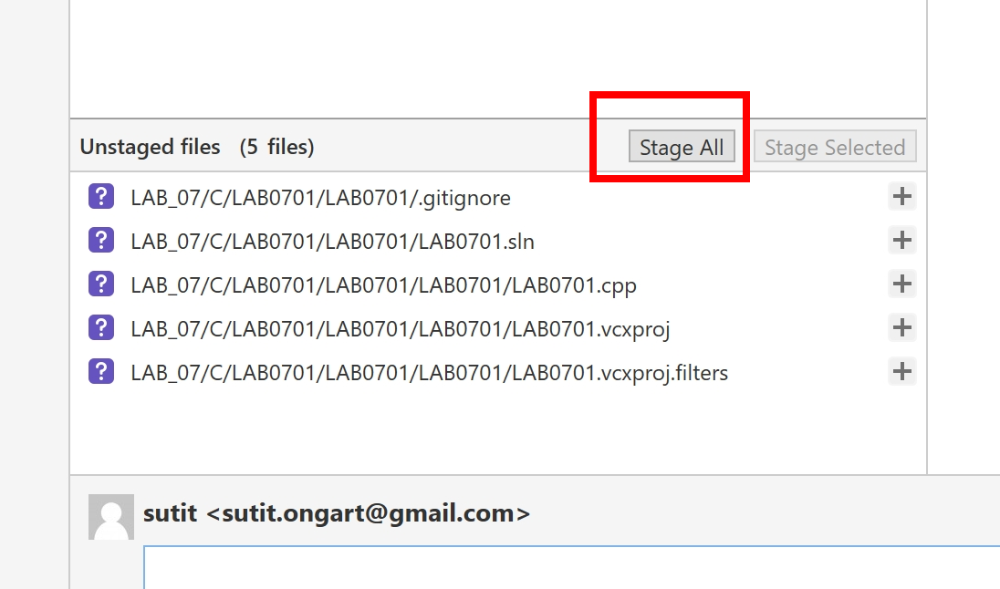 Unstaged files (5 files) Stage All Stage Selected
? LAB_07/C/LAB0701/LAB0701/.gitignore +
? LAB_07/C/LAB0701/LAB0701/LAB0701.sln +
? LAB_07/C/LAB0701/LAB0701/LAB0701/LAB0701.cpp +
? LAB_07/C/LAB0701/LAB0701/LAB0701/LAB0701.vcxproj +
? LAB_07/C/LAB0701/LAB0701/LAB0701/LAB0701.vcxproj.filters +
sutit <sutit.ongart@gmail.com>